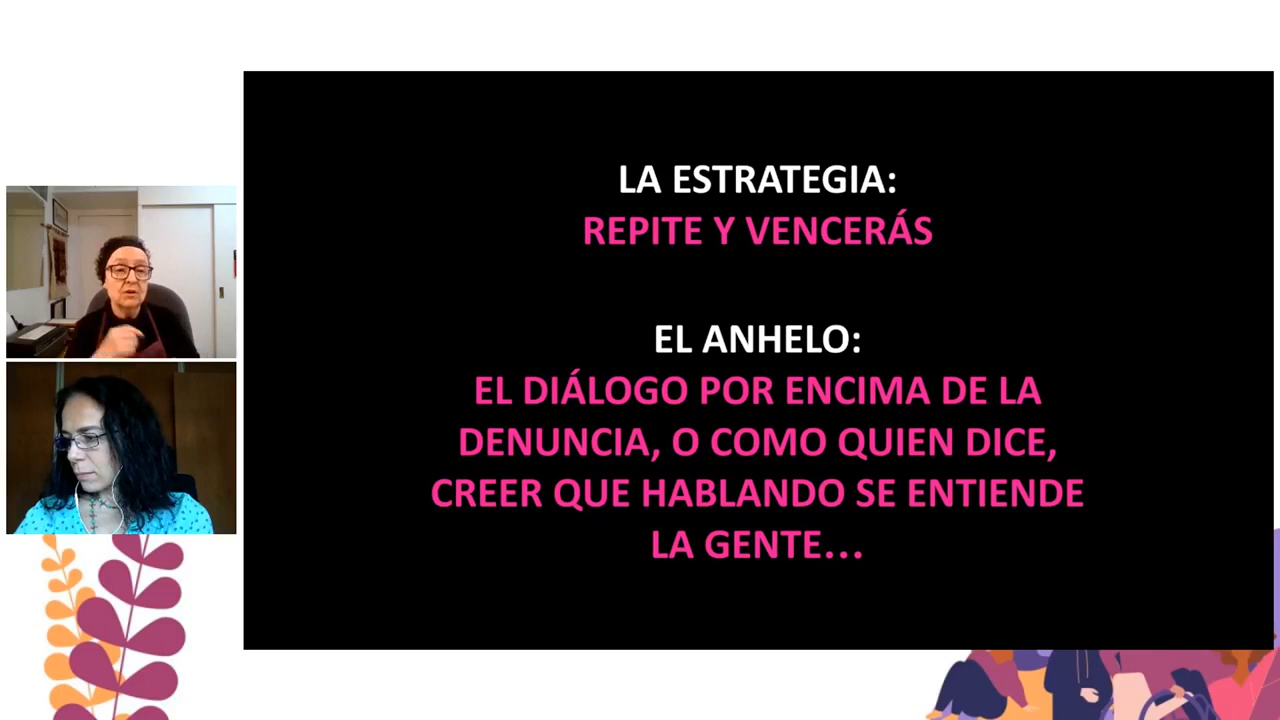 LA ESTRATEGIA:
REPITE Y VENCERÁS
EL ANHELO:
EL DIÁLOGO POR ENCIMA DE LA
DENUNCIA, O COMO QUIEN DICE,
CREER QUE HABLANDO SE ENTIENDE
LA GENTE...